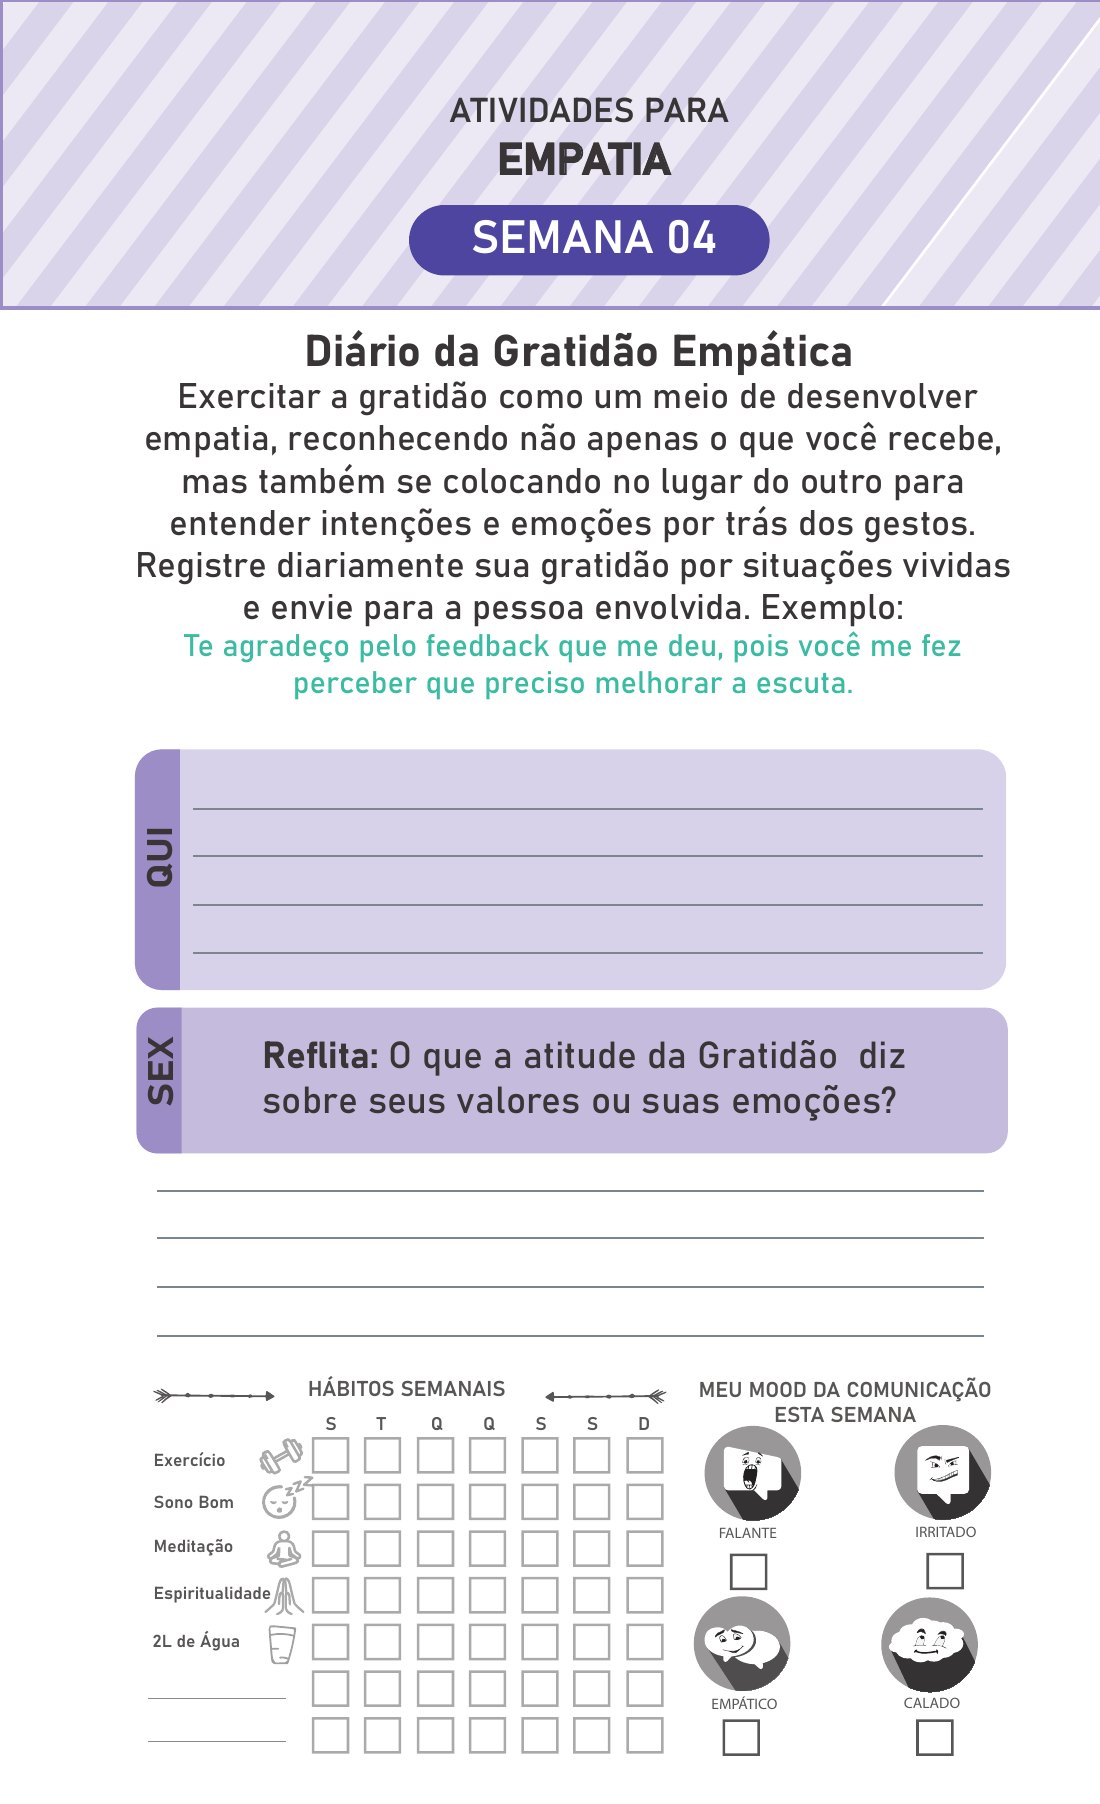 ATIVIDADES PARA
EMPATIA
SEMANA 04
Diário da Gratidão Empática
Exercitar a gratidão como um meio de desenvolver
empatia, reconhecendo não apenas o que você recebe,
mas também se colocando no lugar do outro para
entender intenções e emoções por trás dos gestos.
Registre diariamente sua gratidão por situações vividas
e envie para a pessoa envolvida. Exemplo:
Te agradeço pelo feedback que me deu, pois você me fez
perceber que preciso melhorar a escuta.
QUI
SEX
Reflita: O que a atitude da Gratidão diz
sobre seus valores ou suas emoções?
HÁBITOS SEMANAIS
S T Q Q S S D
Exercício
Sono Bom
zzz
Meditação
Espiritualidade
2L de Água
MEU MOOD DA COMUNICAÇÃO
ESTA SEMANA
FALANTE
IRRITADO
EMPÁTICO
CALADO